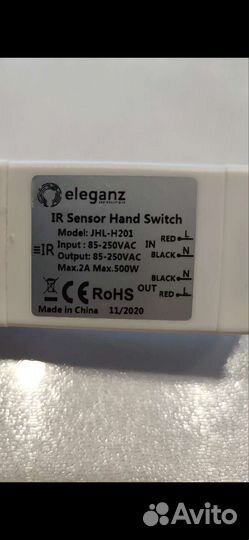 eleganz
IR Sensor Hand Switch
Model: JHL-H201
≡IR Input : 85-250VAC IN RED L
Output: 85-250VAC BLACK N
Max.2A Max.500W
BLACK N
CE RoHS OUT RED L
Made in China 11/2020
Avito